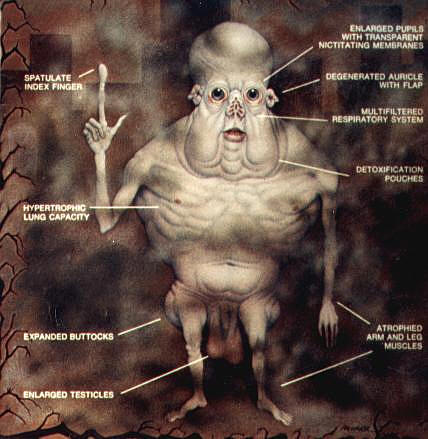 ENLARGED PUPILS
WITH TRANSPARENT
NICTITATING MEMBRANES
SPATULATE
INDEX FINGER
DEGENERATED AURICLE
WITH FLAP
MULTIFILTERED
RESPIRATORY SYSTEM
DETOXIFICATION
POUCHES
HYPERTROPHIC
LUNG CAPACITY
EXPANDED BUTTOCKS
ATROPHIED
ARM AND LEG
MUSCLES
ENLARGED TESTICLES